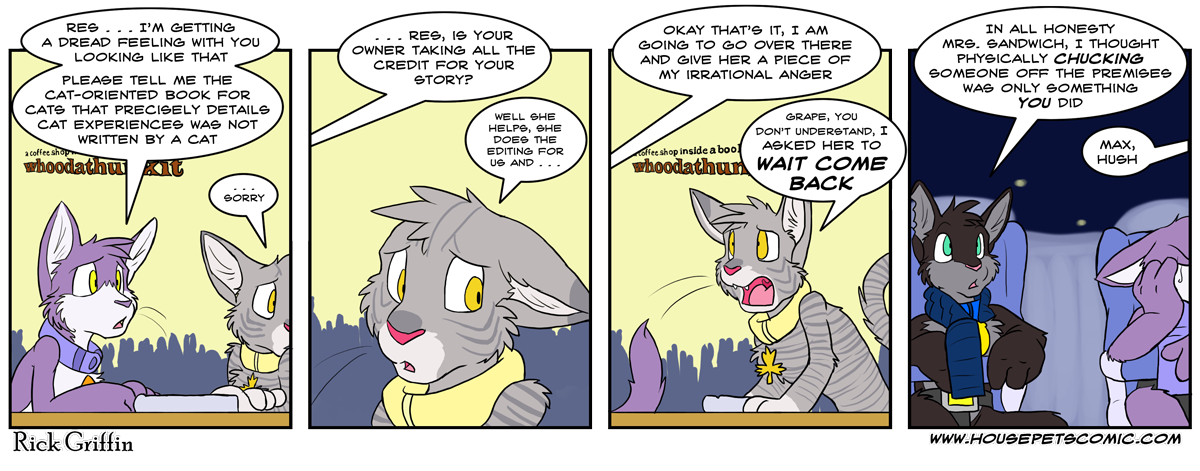 RES . . . I'M GETTING
A DREAD FEELING WITH YOU
LOOKING LIKE THAT
PLEASE TELL ME THE
CAT-ORIENTED BOOK FOR
CATS THAT PRECISELY DETAILS
CAT EXPERIENCES WAS NOT
WRITTEN BY A CAT
a coffee shop
whoodathunkit
. . .
SORRY
. . . RES, IS YOUR
OWNER TAKING ALL THE
CREDIT FOR YOUR
STORY?
WELL SHE
HELPS, SHE
DOES THE
EDITING FOR
US AND . . .
OKAY THAT'S IT, I AM
GOING TO GO OVER THERE
AND GIVE HER A PIECE OF
MY IRRATIONAL ANGER
a coffee shop inside a boo
whoodathun
GRAPE, YOU
DON'T UNDERSTAND, I
ASKED HER TO
WAIT COME
BACK
IN ALL HONESTY
MRS. SANDWICH, I THOUGHT
PHYSICALLY CHUCKING
SOMEONE OFF THE PREMISES
WAS ONLY SOMETHING
YOU DID
MAX,
HUSH
Rick Griffin
WWW.HOUSEPETSCOMIC.COM